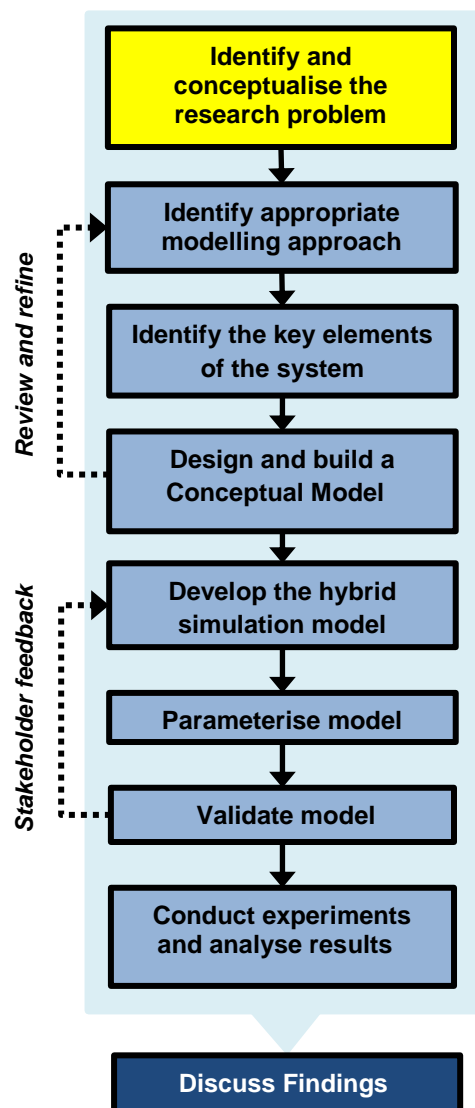 Identify and
conceptualise the
research problem
Identify appropriate
modelling approach
Identify the key elements
of the system
Design and build a
Conceptual Model
Review and refine
Develop the hybrid
simulation model
Parameterise model
Validate model
Stakeholder feedback
Conduct experiments
and analyse results
Discuss Findings